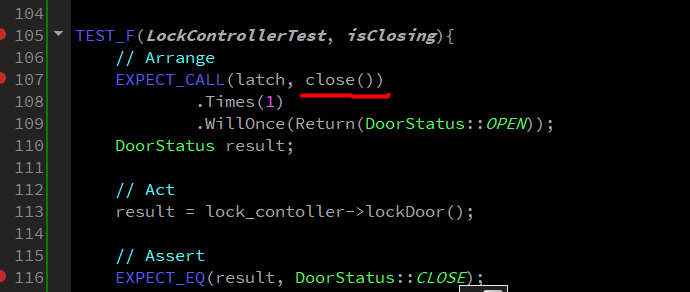 104
105 TEST_F(LockControllerTest, isClosing){
106 // Arrange
107 EXPECT_CALL(latch, close())
108 .Times(1)
109 .WillOnce(Return(DoorStatus::OPEN));
110 DoorStatus result;
111
112 // Act
113 result = lock_contoller->lockDoor();
114
115 // Assert
116 EXPECT_EQ(result, DoorStatus::CLOSE);